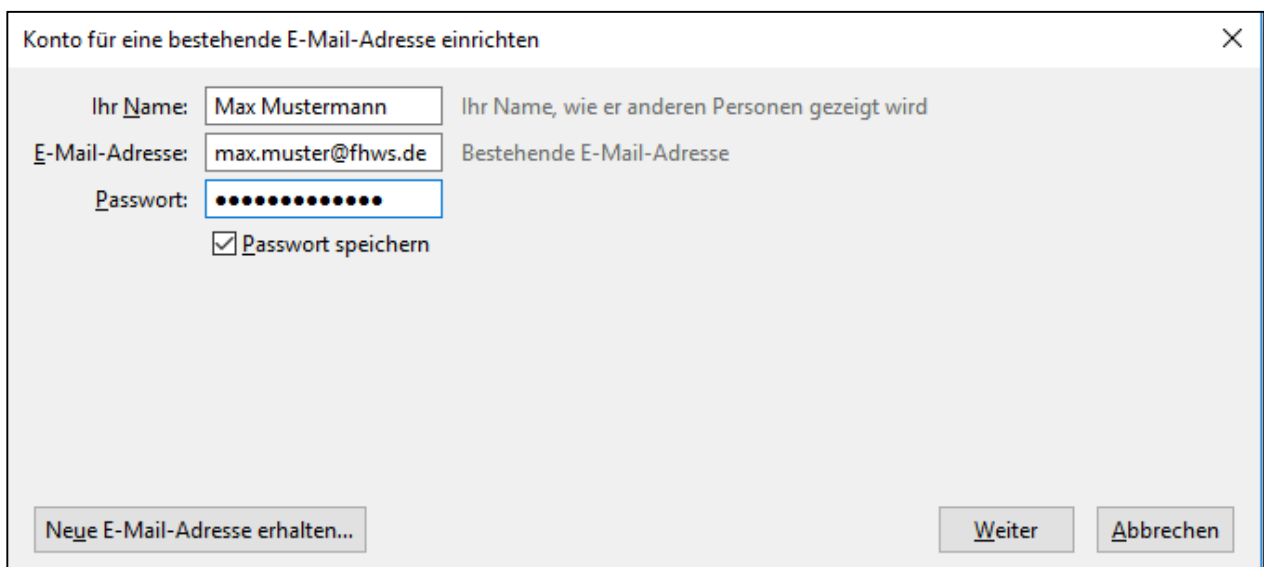 Konto für eine bestehende E-Mail-Adresse einrichten
Ihr Name: Max Mustermann Ihr Name, wie er anderen Personen gezeigt wird
E-Mail-Adresse: max.muster@fhws.de Bestehende E-Mail-Adresse
Passwort: •••••••••••••
Passwort speichern
Neue E-Mail-Adresse erhalten... Weiter Abbrechen